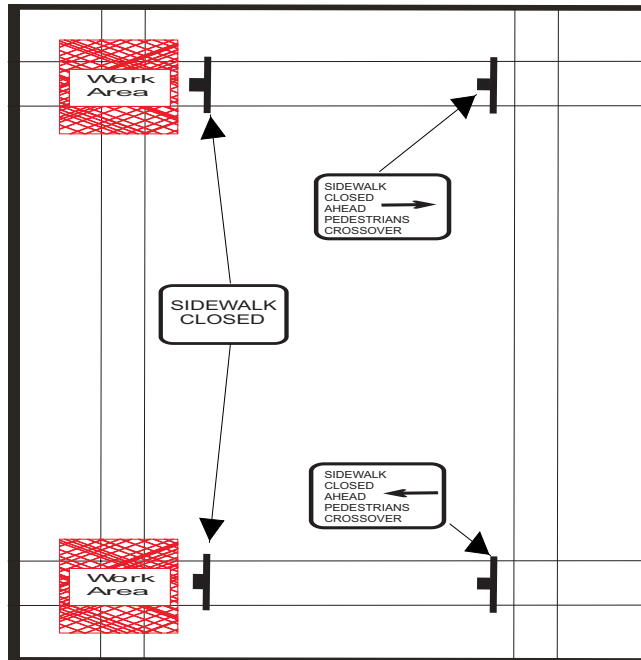 Work
Area
SIDEWALK
CLOSED
AHEAD
PEDESTRIANS
CROSSOVER
SIDEWALK
CLOSED
SIDEWALK
CLOSED
AHEAD
PEDESTRIANS
CROSSOVER
Work
Area